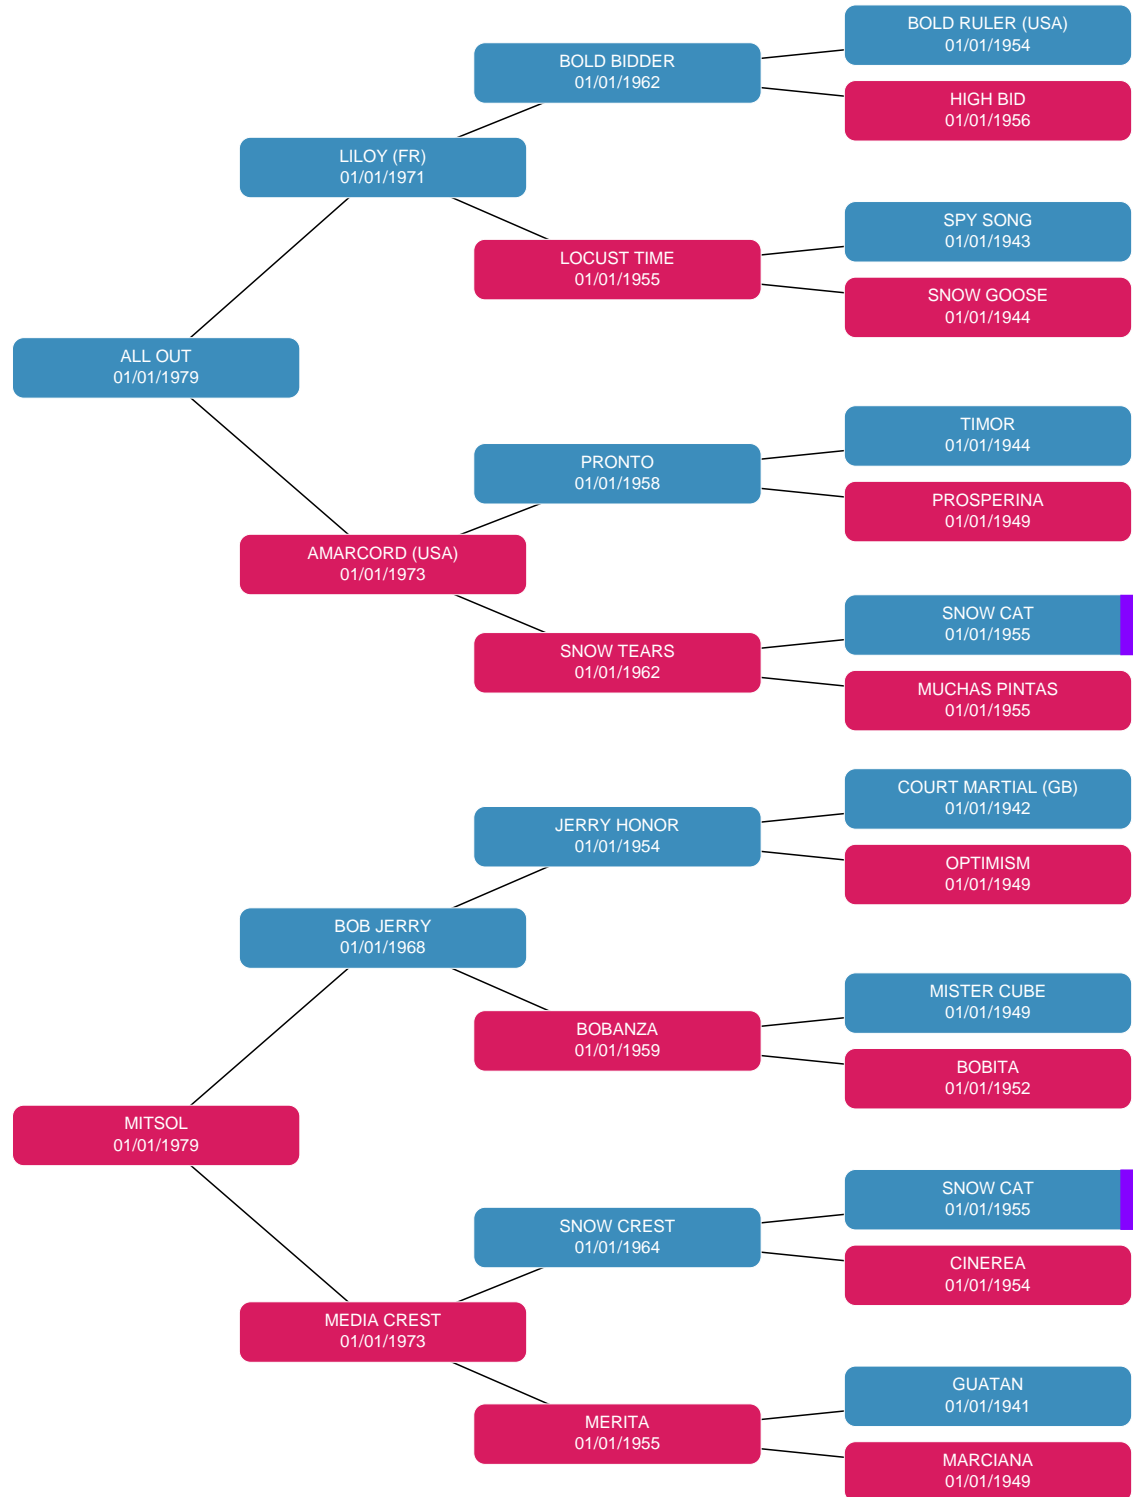 BOLD RULER (USA)
01/01/1954
BOLD BIDDER
01/01/1962
HIGH BID
01/01/1956
LILOY (FR)
01/01/1971
SPY SONG
01/01/1943
LOCUST TIME
01/01/1955
SNOW GOOSE
01/01/1944
ALL OUT
01/01/1979
TIMOR
01/01/1944
PRONTO
01/01/1958
PROSPERINA
01/01/1949
AMARCORD (USA)
01/01/1973
SNOW CAT
01/01/1955
SNOW TEARS
01/01/1962
MUCHAS PINTAS
01/01/1955
COURT MARTIAL (GB)
01/01/1942
JERRY HONOR
01/01/1954
OPTIMISM
01/01/1949
BOB JERRY
01/01/1968
MISTER CUBE
01/01/1949
BOBANZA
01/01/1959
BOBITA
01/01/1952
MITSOL
01/01/1979
SNOW CAT
01/01/1955
SNOW CREST
01/01/1964
CINEREA
01/01/1954
MEDIA CREST
01/01/1973
GUATAN
01/01/1941
MERITA
01/01/1955
MARCIANA
01/01/1949